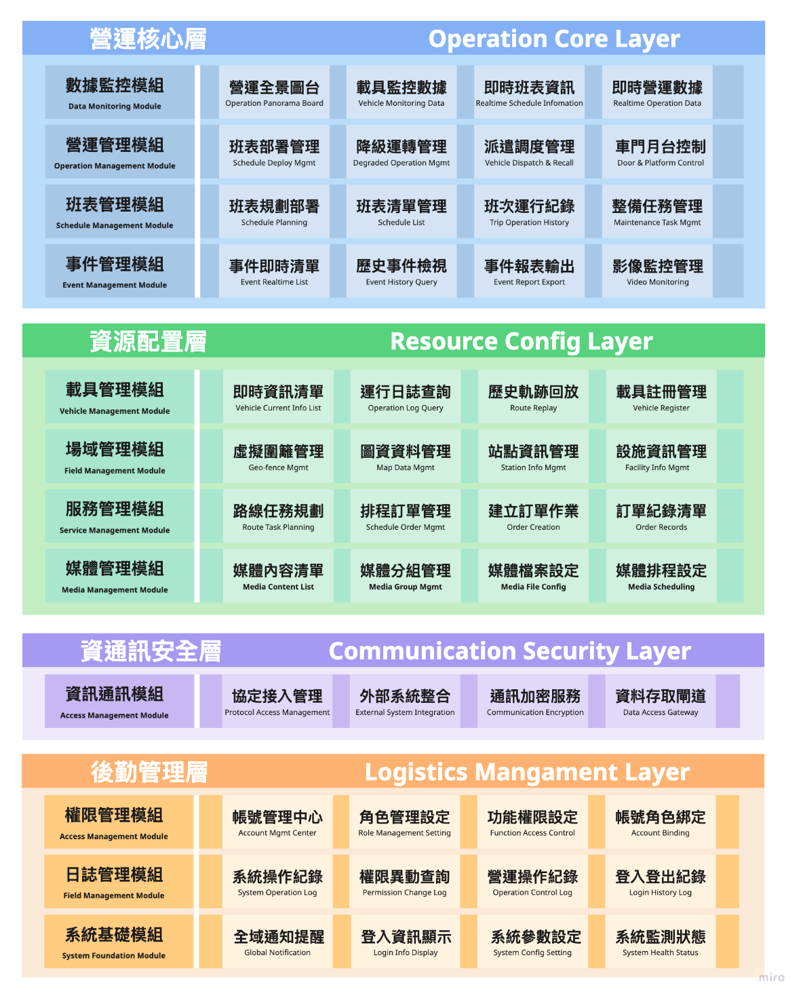 營運核心層 Operation Core Layer
數據監控模組 營運全景圖台 載具監控數據 即時班表資訊 即時營運數據
Data Monitoring Module Operation Panorama Board Vehicle Monitoring Data Realtime Schedule Infomation Realtime Operation Data
營運管理模組 班表部署管理 降級運轉管理 派遣調度管理 車門月台控制
Operation Management Module Schedule Deploy Mgmt Degraded Operation Mgmt Vehicle Dispatch & Recall Door & Platform Control
班表管理模組 班表規劃部署 班表清單管理 班次運行紀錄 整備任務管理
Schedule Management Module Schedule Planning Schedule List Trip Operation History Maintenance Task Mgmt
事件管理模組 事件即時清單 歷史事件檢視 事件報表輸出 影像監控管理
Event Management Module Event Realtime List Event History Query Event Report Export Video Monitoring
資源配置層 Resource Config Layer
載具管理模組 即時資訊清單 運行日誌查詢 歷史軌跡回放 載具註冊管理
Vehicle Management Module Vehicle Current Info List Operation Log Query Route Replay Vehicle Register
場域管理模組 虛擬圍籬管理 圖資資料管理 站點資訊管理 設施資訊管理
Field Management Module Geo-fence Mgmt Map Data Mgmt Station Info Mgmt Facility Info Mgmt
服務管理模組 路線任務規劃 排程訂單管理 建立訂單作業 訂單紀錄清單
Service Management Module Route Task Planning Schedule Order Mgmt Order Creation Order Records
媒體管理模組 媒體內容清單 媒體分組管理 媒體檔案設定 媒體排程設定
Media Management Module Media Content List Media Group Mgmt Media File Config Media Scheduling
資通訊安全層 Communication Security Layer
資訊通訊模組 協定接入管理 外部系統整合 通訊加密服務 資料存取閘道
Access Management Module Protocol Access Management External System Integration Communication Encryption Data Access Gateway
後勤管理層 Logistics Mangament Layer
權限管理模組 帳號管理中心 角色管理設定 功能權限設定 帳號角色綁定
Access Management Module Account Mgmt Center Role Management Setting Function Access Control Account Binding
日誌管理模組 系統操作紀錄 權限異動查詢 營運操作紀錄 登入登出紀錄
Field Management Module System Operation Log Permission Change Log Operation Control Log Login History Log
系統基礎模組 全域通知提醒 登入資訊顯示 系統參數設定 系統監測狀態
System Foundation Module Global Notification Login Info Display System Config Setting System Health Status
miro